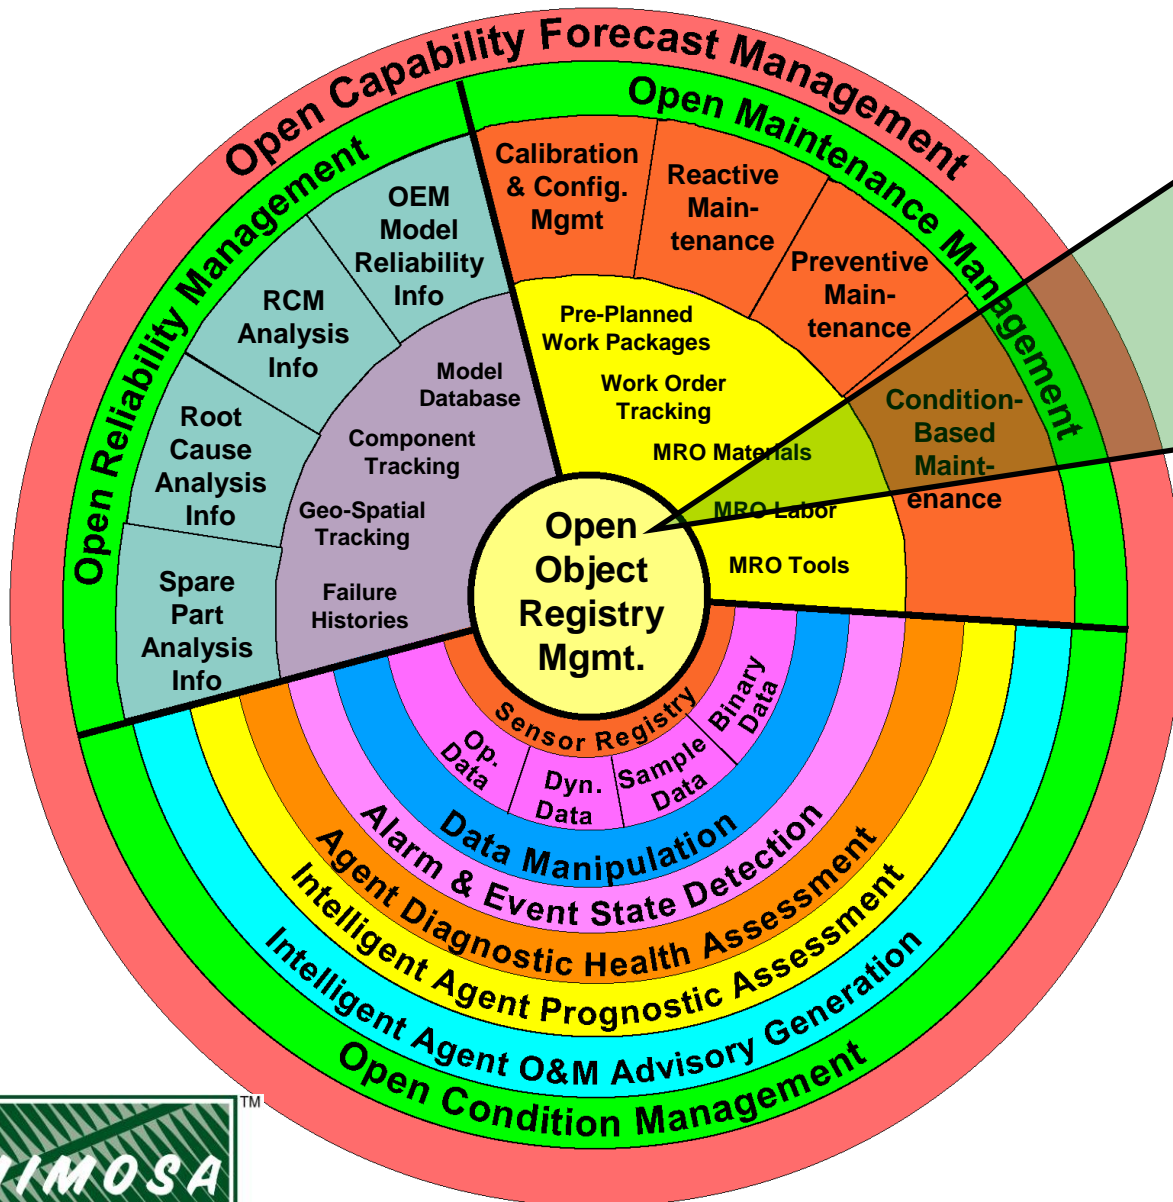 Open Capability Forecast Management
Open Maintenance Management
Open Reliability Management
Calibration
& Config.
Mgmt
Reactive
Main-
tenance
Preventive
Main-
tenance
Condition-
Based
Maint-
enance
OEM
Model
Reliability
Info
RCM
Analysis
Info
Root
Cause
Analysis
Info
Spare
Part
Analysis
Info
Model
Database
Component
Tracking
Geo-Spatial
Tracking
Failure
Histories
Pre-Planned
Work Packages
Work Order
Tracking
MRO Materials
MRO Labor
MRO Tools
Open
Object
Registry
Mgmt.
Sensor Registry
Op.
Data
Dyn.
Data
Sample
Data
Binary
Data
Data Manipulation
Alarm & Event State Detection
Agent Diagnostic Health Assessment
Intelligent Agent Prognostic Assessment
Intelligent Agent O&M Advisory Generation
Open Condition Management
MIMOSA
TM